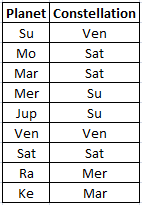 Planet Constellation
Su Ven
Mo Sat
Mar Sat
Mer Su
Jup Su
Ven Ven
Sat Sat
Ra Mer
Ke Mar